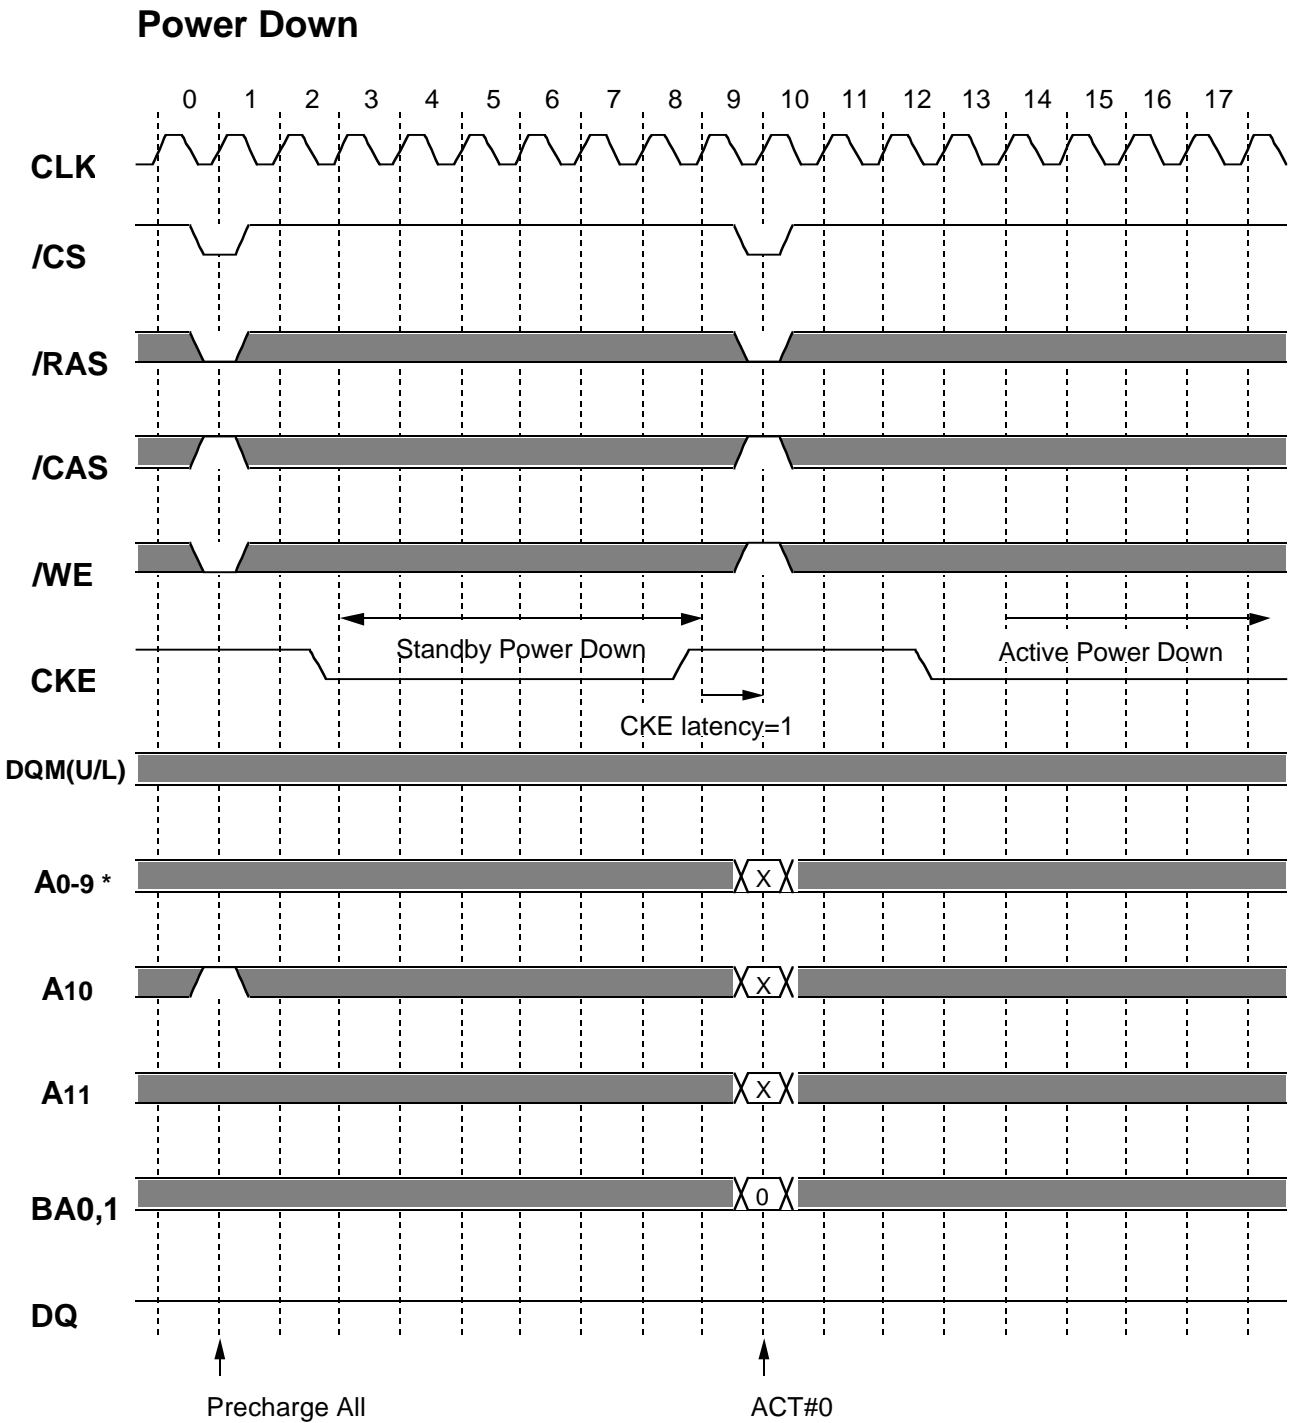 Power Down
0 1 2 3 4 5 6 7 8 9 10 11 12 13 14 15 16 17
CLK
/CS
/RAS
/CAS
/WE
Standby Power Down
Active Power Down
CKE
CKE latency=1
DQM(U/L)
A0-9 *
X
A10
X
A11
X
BA0,1
0
DQ
Precharge All
ACT#0